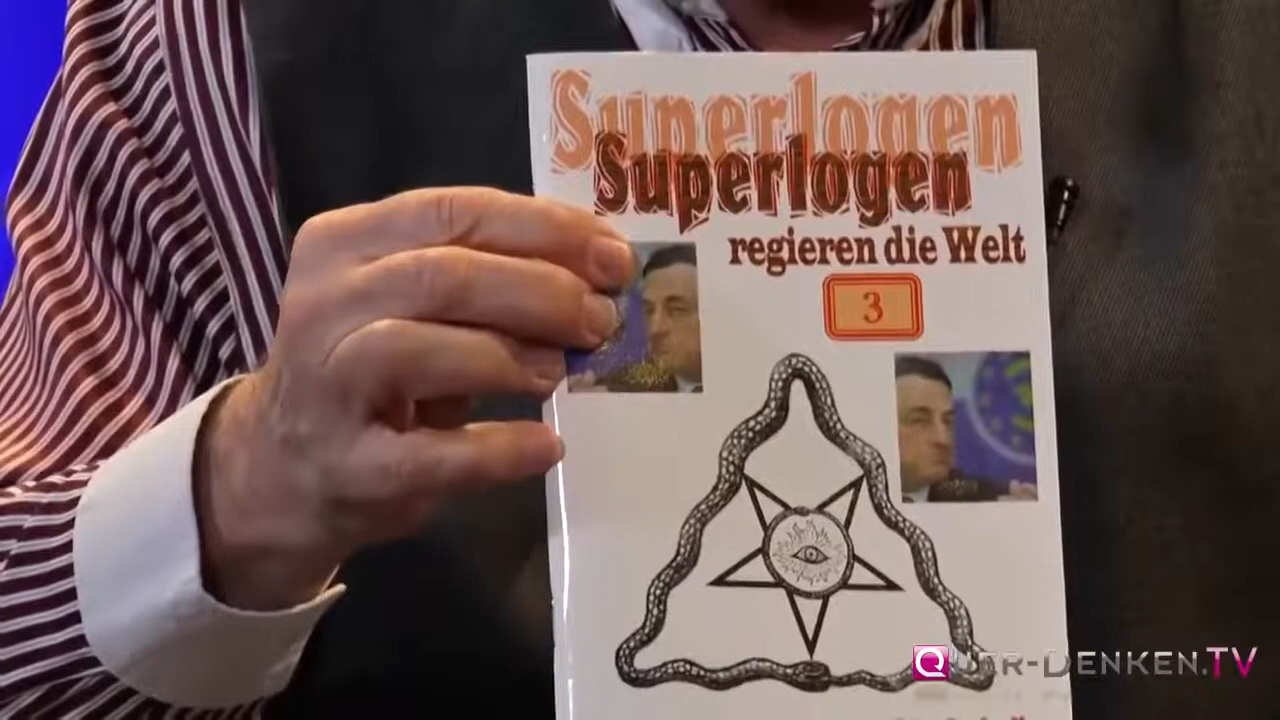 Superlogen
Superlogen
regieren die Welt
3
QUER-DENKEN.TV